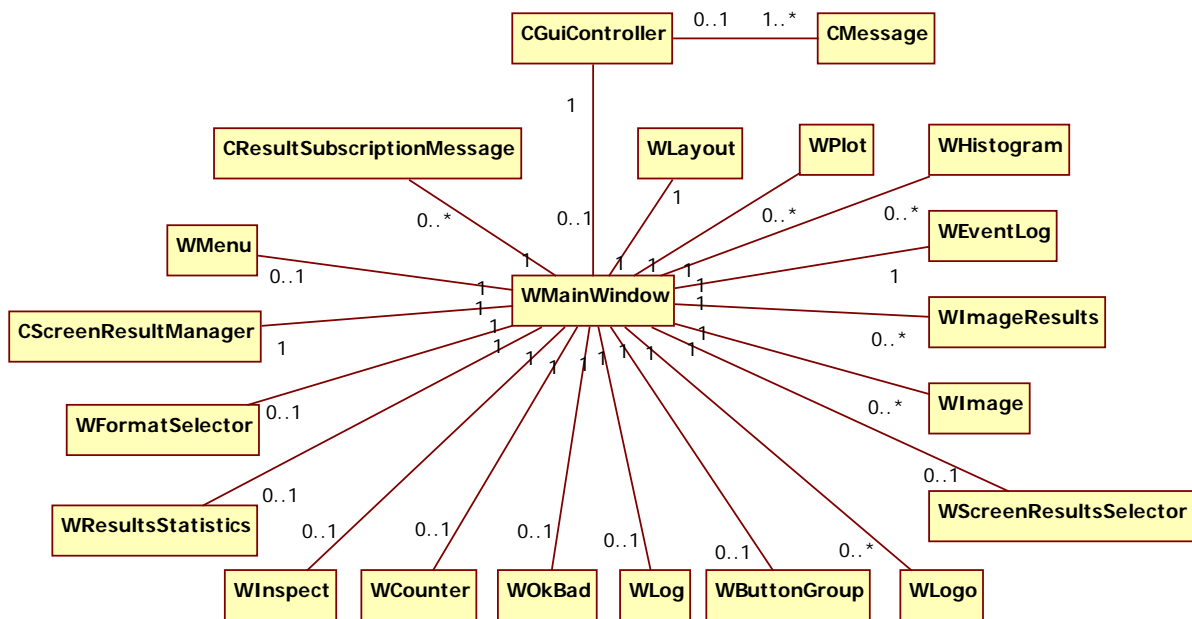 0..1 1..*
CGuiController CMessage
1
CResultSubscriptionMessage WLayout WPlot WHistogram
1
0..* 0..1 0..* 0..*
WMenu WEventLog
0..1 1 1 1 1 1
1 1 1
WMainWindow
1 1
CScreenResultManager WImageResults
1 1 1 0..*
1 1 1 1 1 1 1 1 1
WFormatSelector 0..1 WImage 0..*
0..1 0..1
WResultsStatistics WScreenResultsSelector
0..1 0..1 0..1 0..1 0..1 0..*
WInspect WCounter WOkBad WLog WButtonGroup WLogo